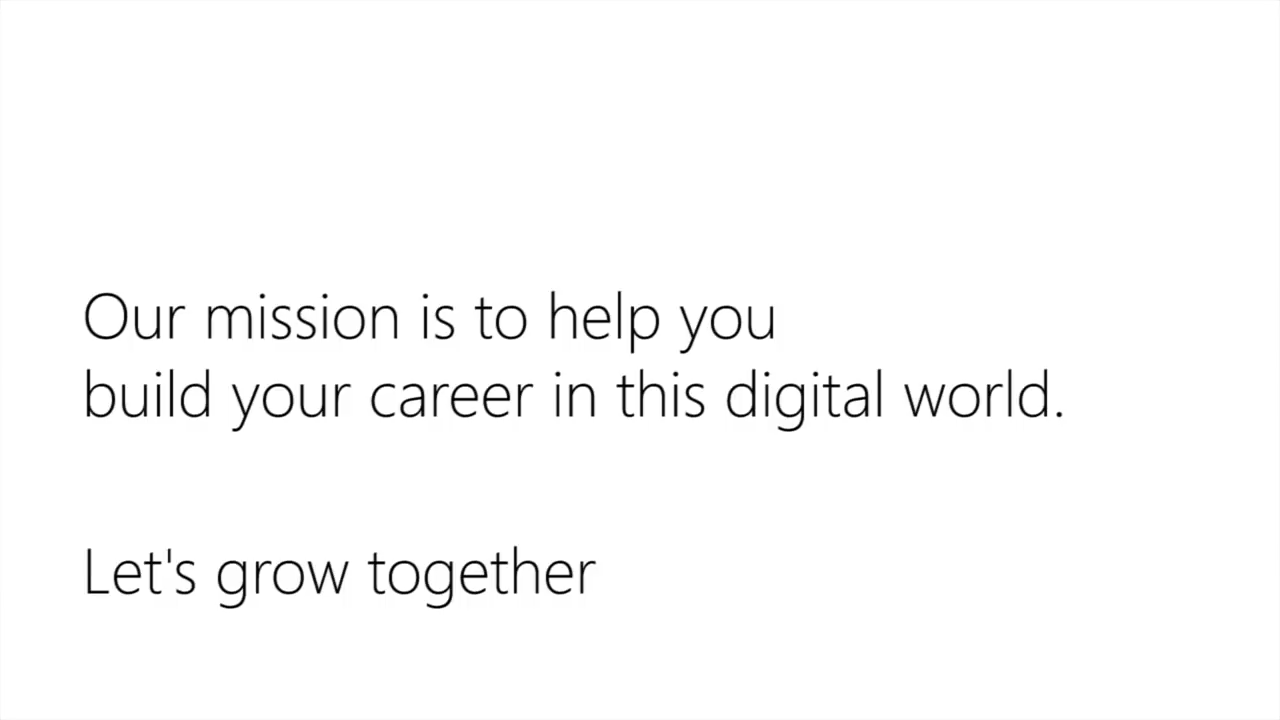 Our mission is to help you
build your career in this digital world.
Let's grow together